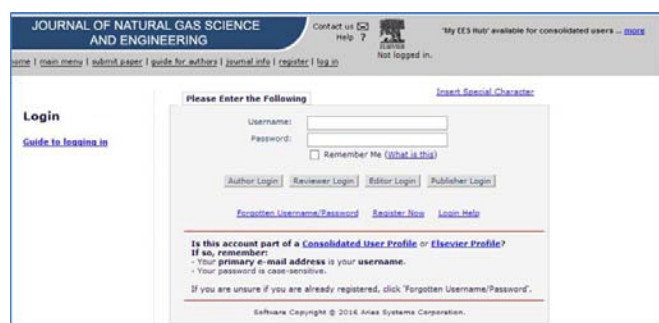 JOURNAL OF NATURAL GAS SCIENCE
AND ENGINEERING
Contact us
Help ?
ELSEVIER
Not logged in.
'My EES Hub' available for consolidated users ... more
ome | main menu | submit paper | guide for authors | journal info | register | log in
Login
Guide to logging in
Please Enter the Following
Insert Special Character
Username:
Password:
Remember Me (What is this)
Author Login Reviewer Login Editor Login Publisher Login
Forgotten Username/Password Register Now Login Help
Is this account part of a Consolidated User Profile or Elsevier Profile?
If so, remember:
- Your primary e-mail address is your username.
- Your password is case-sensitive.
If you are unsure if you are already registered, click 'Forgotten Username/Password'.
Software Copyright © 2016 Aries Systems Corporation.